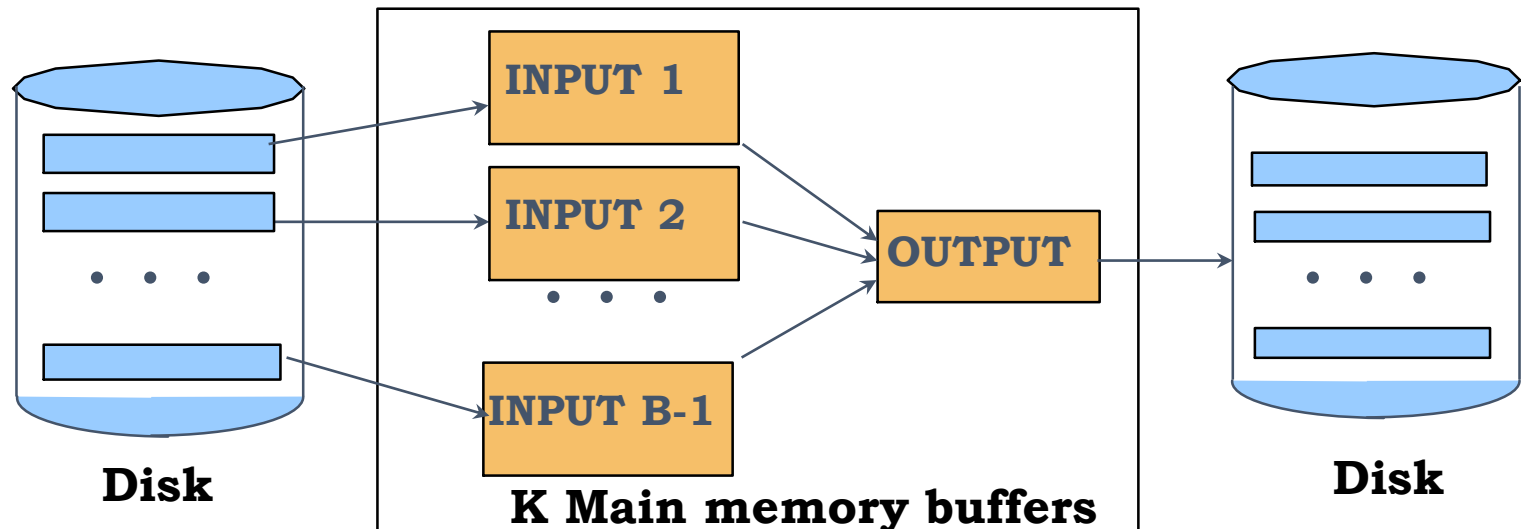 INPUT 1
INPUT 2
OUTPUT
INPUT B-1
Disk
K Main memory buffers
Disk